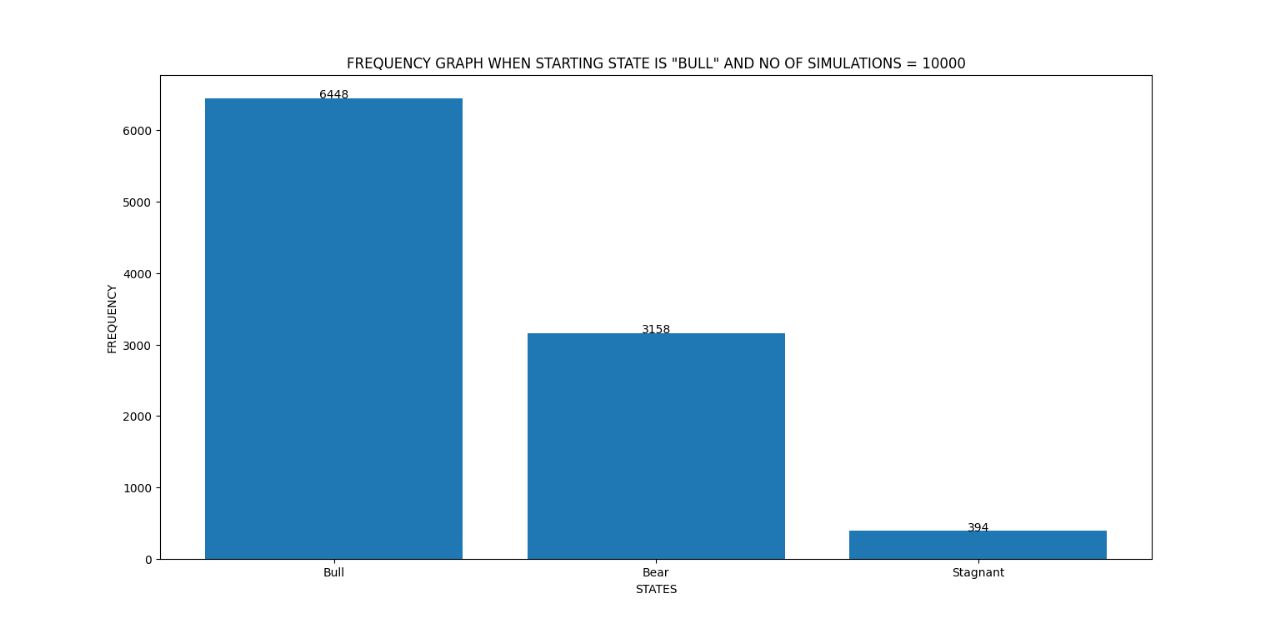 FREQUENCY GRAPH WHEN STARTING STATE IS "BULL" AND NO OF SIMULATIONS = 10000
6448
6000
5000
4000
3158
3000
2000
1000
394
0
FREQUENCY
Bull Bear Stagnant
STATES